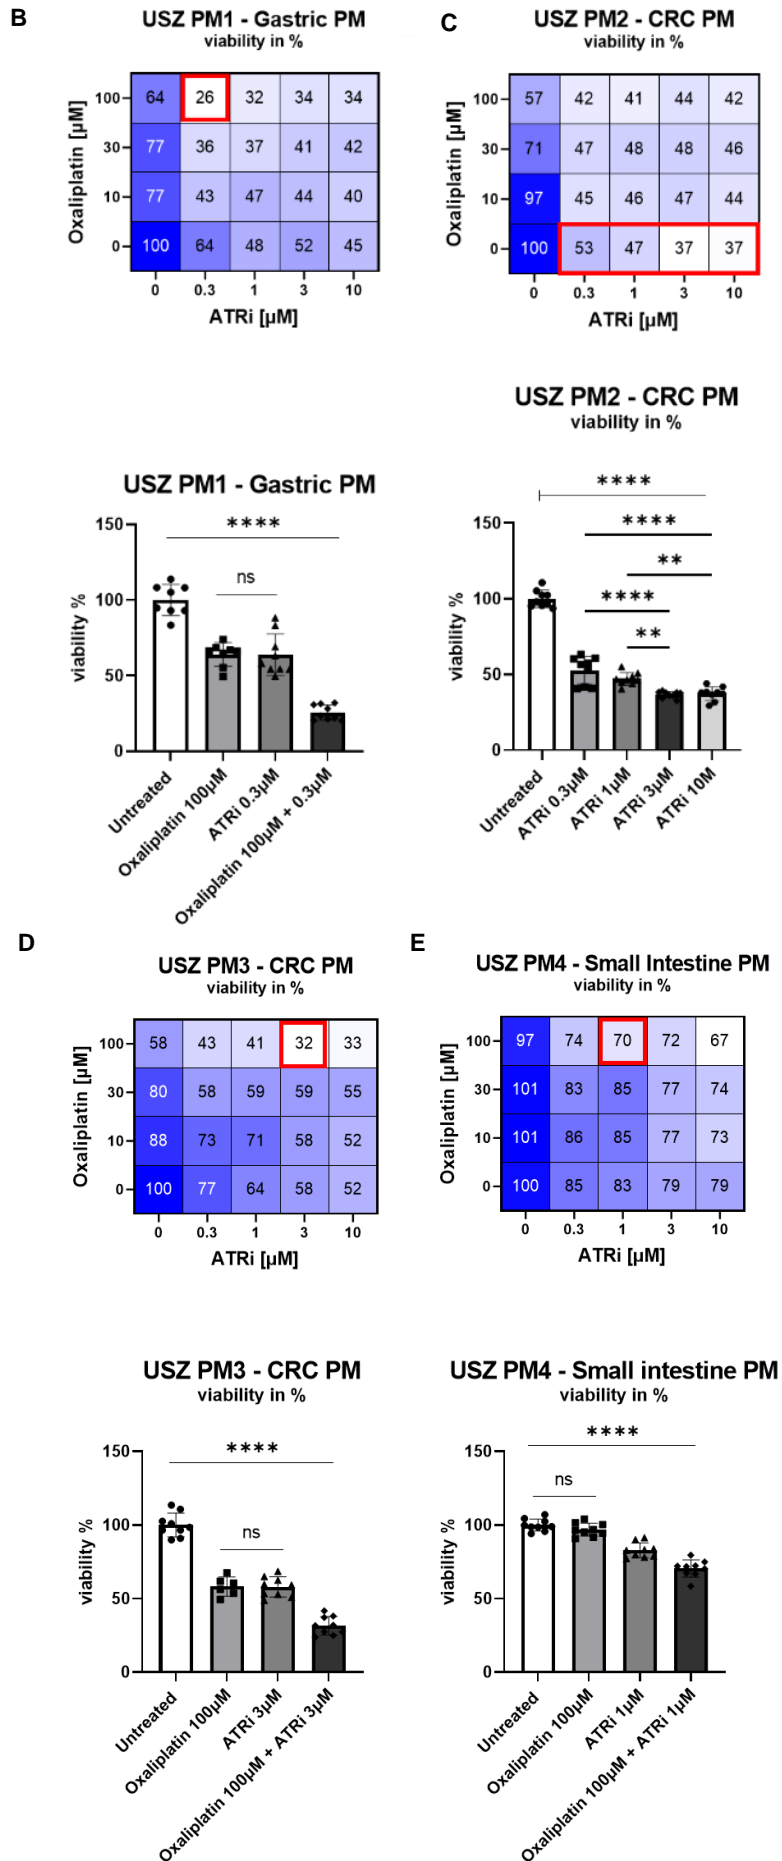 B
USZ PM1 - Gastric PM
viability in %
Oxaliplatin [µM]
100 64 26 32 34 34
30 77 36 37 41 42
10 77 43 47 44 40
0 100 64 48 52 45
0 0.3 1 3 10
ATRi [µM]
C
USZ PM2 - CRC PM
viability in %
Oxaliplatin [µM]
100 57 42 41 44 42
30 71 47 48 48 46
10 97 45 46 47 44
0 100 53 47 37 37
0 0.3 1 3 10
ATRi [µM]
USZ PM1 - Gastric PM
viability %
150
100
50
0
****
ns
Untreated
Oxaliplatin 100µM
ATRi 0.3µM
Oxaliplatin 100µM + 0.3µM
USZ PM2 - CRC PM
viability in %
viability %
150
100
50
0
****
****
**
****
**
Untreated
ATRi 0.3µM
ATRi 1µM
ATRi 3µM
ATRi 10M
D
USZ PM3 - CRC PM
viability in %
Oxaliplatin [µM]
100 58 43 41 32 33
30 80 58 59 59 55
10 88 73 71 58 52
0 100 77 64 58 52
0 0.3 1 3 10
ATRi [µM]
E
USZ PM4 - Small Intestine PM
viability in %
Oxaliplatin [µM]
100 97 74 70 72 67
30 101 83 85 77 74
10 101 86 85 77 73
0 100 85 83 79 79
0 0.3 1 3 10
ATRi [µM]
USZ PM3 - CRC PM
viability in %
viability %
150
100
50
0
****
ns
Untreated
Oxaliplatin 100µM
ATRi 3µM
Oxaliplatin 100µM + ATRi 3µM
USZ PM4 - Small intestine PM
viability in %
viability %
150
100
50
0
****
ns
Untreated
Oxaliplatin 100µM
ATRi 1µM
Oxaliplatin 100µM + ATRi 1µM